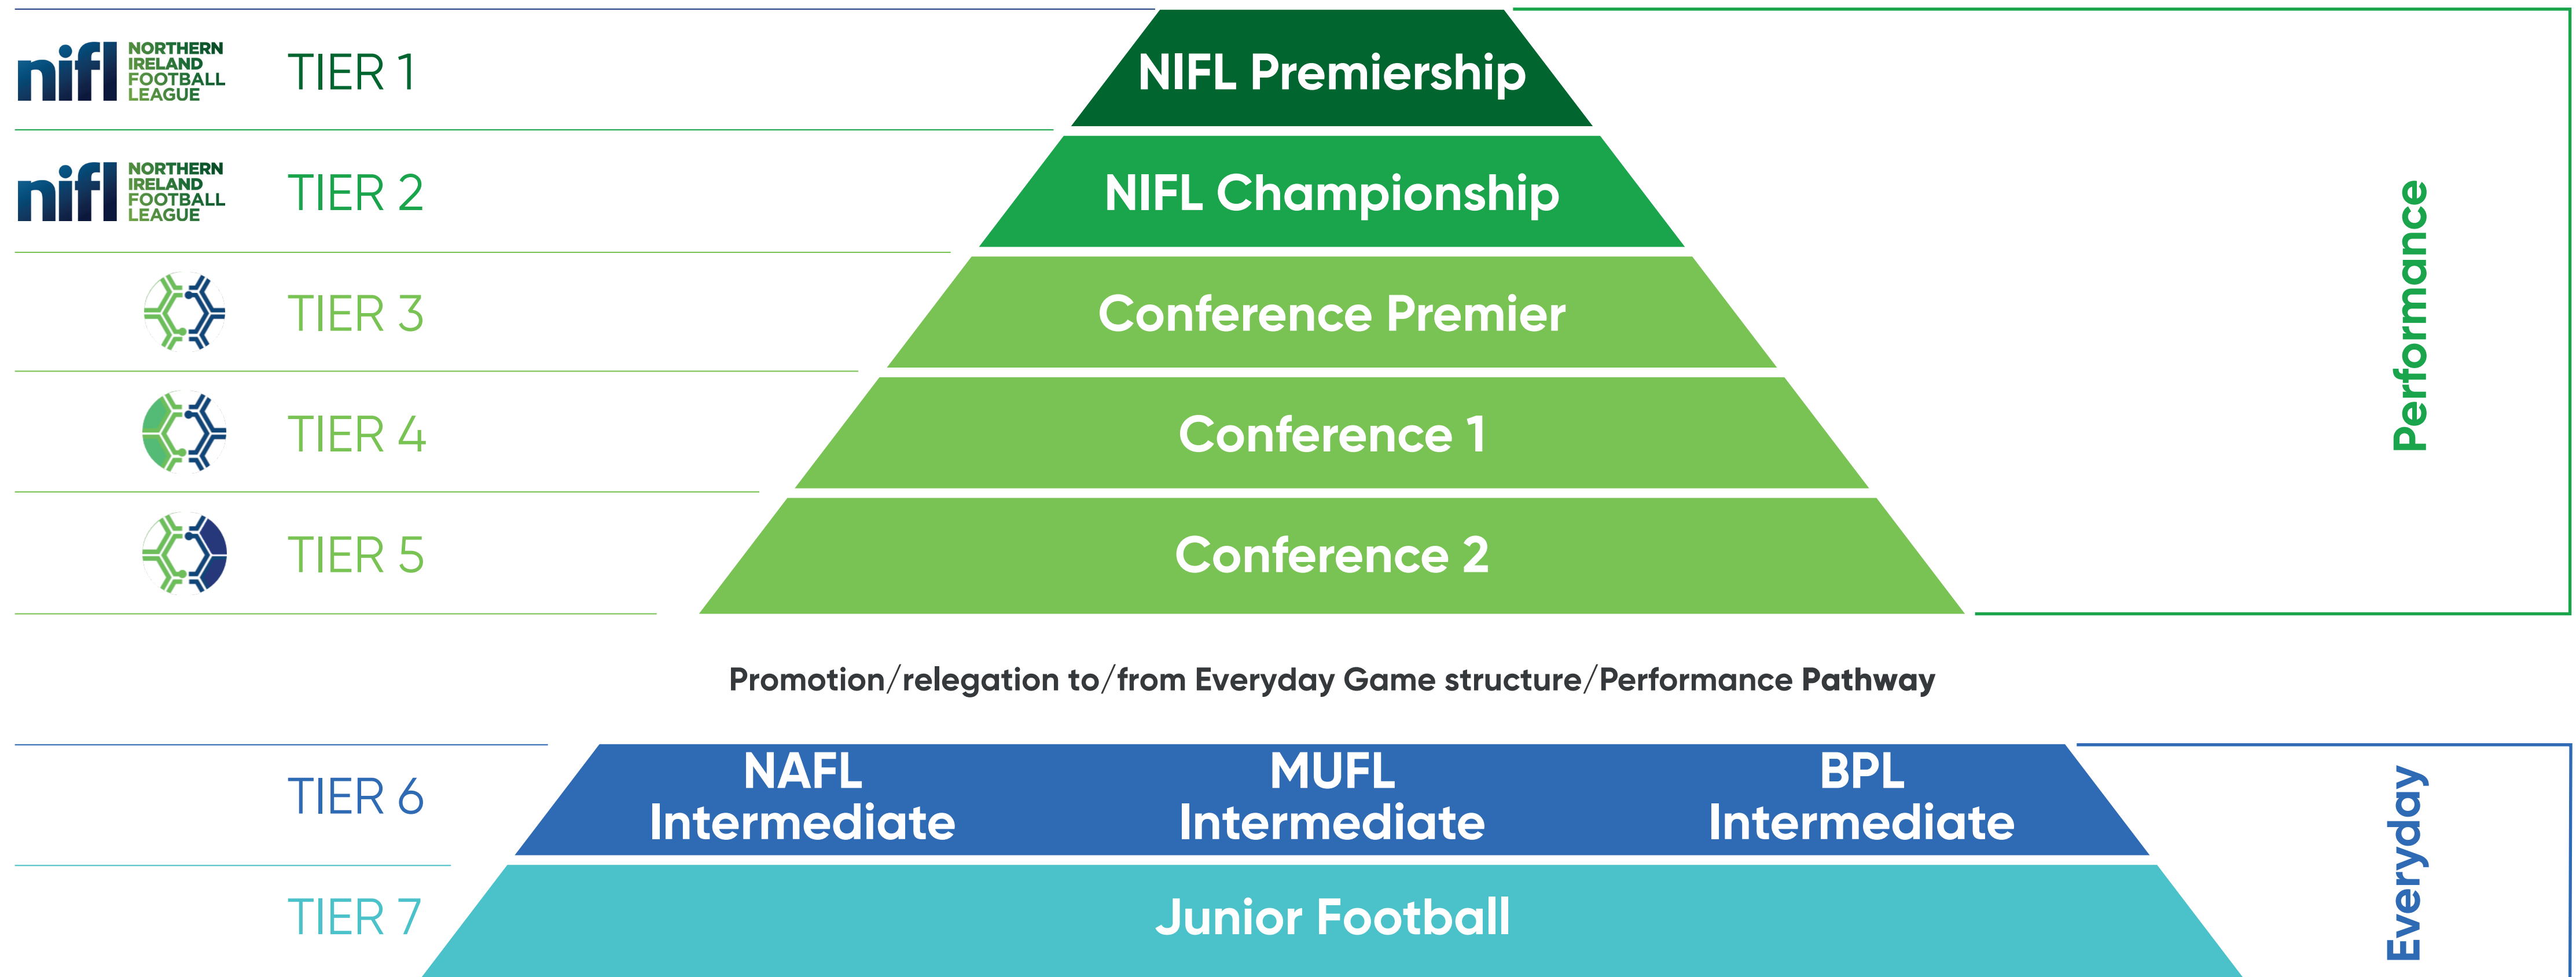 nifl NORTHERN
IRELAND
FOOTBALL
LEAGUE
TIER 1
NIFL Premiership
nifl NORTHERN
IRELAND
FOOTBALL
LEAGUE
TIER 2
NIFL Championship
TIER 3
Conference Premier
TIER 4
Conference 1
TIER 5
Conference 2
Performance
Promotion/relegation to/from Everyday Game structure/Performance Pathway
TIER 6
NAFL
Intermediate
MUFL
Intermediate
BPL
Intermediate
TIER 7
Junior Football
Everyday